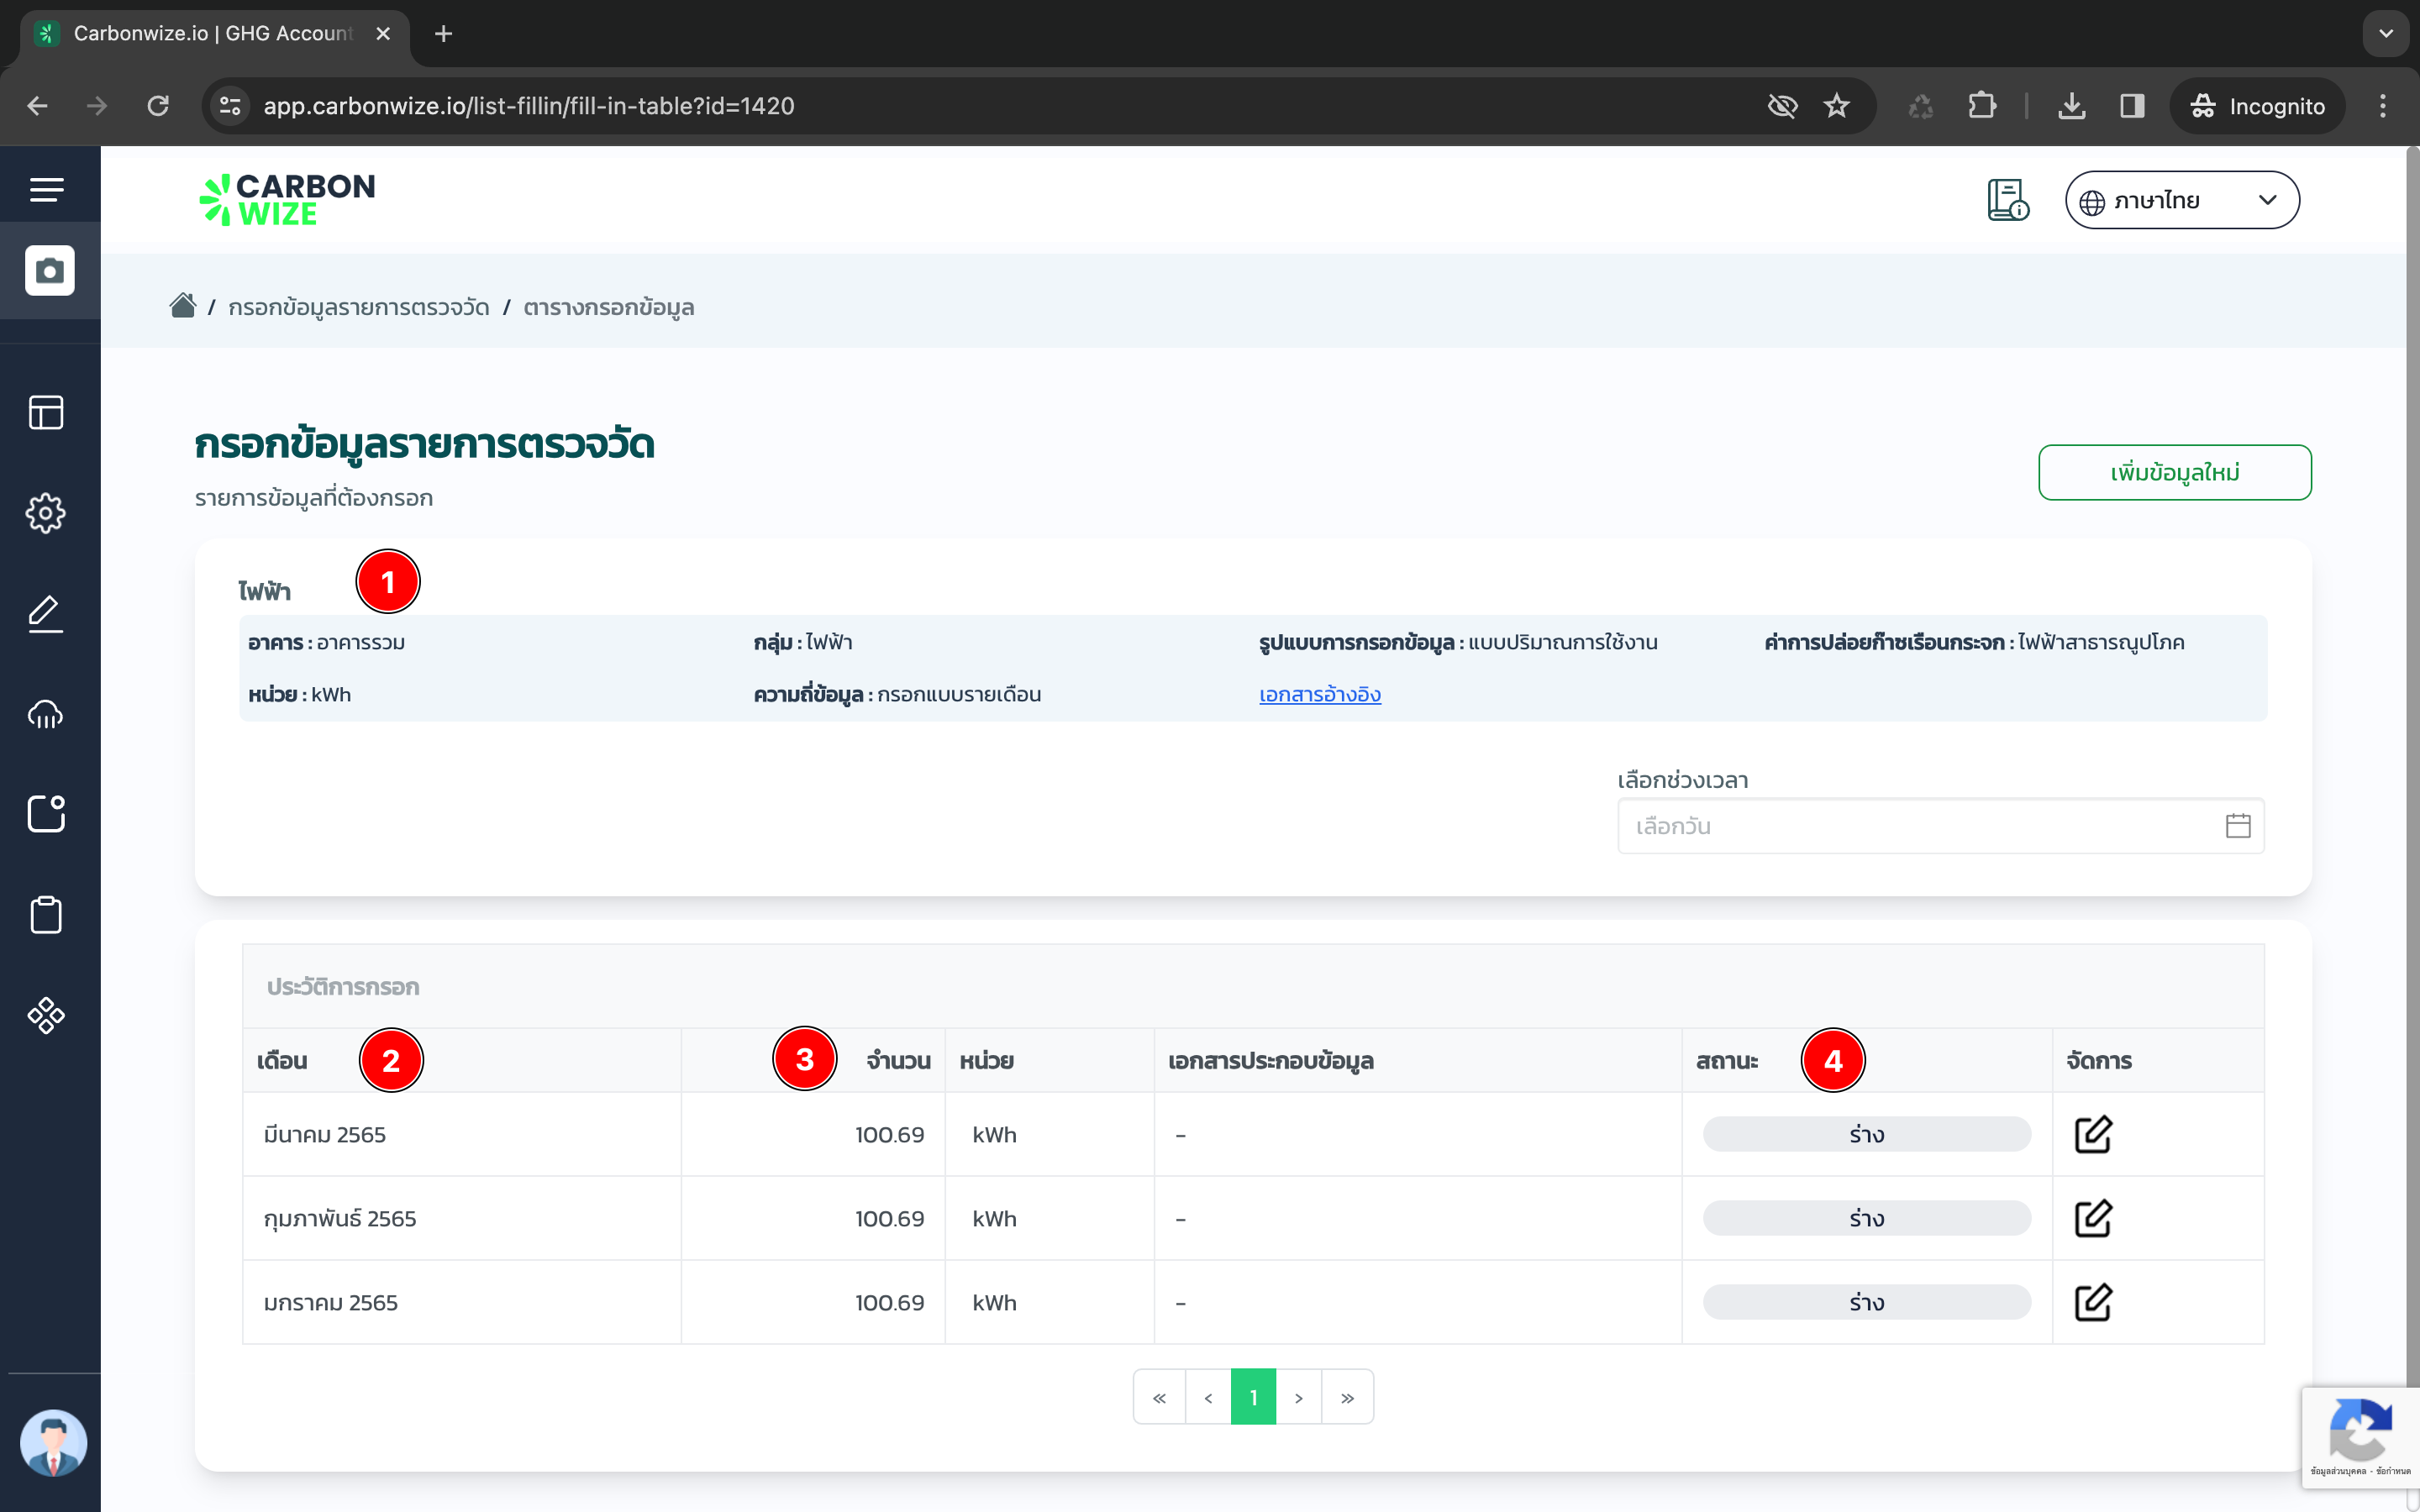 Carbonwize.io | GHG Account
app.carbonwize.io/list-fillin/fill-in-table?id=1420
Incognito
CARBON
WIZE
ภาษาไทย
/ กรอกข้อมูลรายการตรวจวัด / ตารางกรอกข้อมูล
กรอกข้อมูลรายการตรวจวัด
รายการข้อมูลที่ต้องกรอก
เพิ่มข้อมูลใหม่
ไฟฟ้า 1
อาคาร : อาคารรวม กลุ่ม : ไฟฟ้า รูปแบบการกรอกข้อมูล : แบบปริมาณการใช้งาน ค่าการปล่อยก๊าซเรือนกระจก : ไฟฟ้าสาธารณูปโภค
หน่วย : kWh ความถี่ข้อมูล : กรอกแบบรายเดือน เอกสารอ้างอิง
เลือกช่วงเวลา
เลือกวัน
ประวัติการกรอก
เดือน 2 3 จำนวน หน่วย เอกสารประกอบข้อมูล สถานะ 4 จัดการ
มีนาคม 2565 100.69 kWh - ร่าง
กุมภาพันธ์ 2565 100.69 kWh - ร่าง
มกราคม 2565 100.69 kWh - ร่าง
« ‹ 1 › »
ข้อมูลส่วนบุคคล - ข้อกำหนด